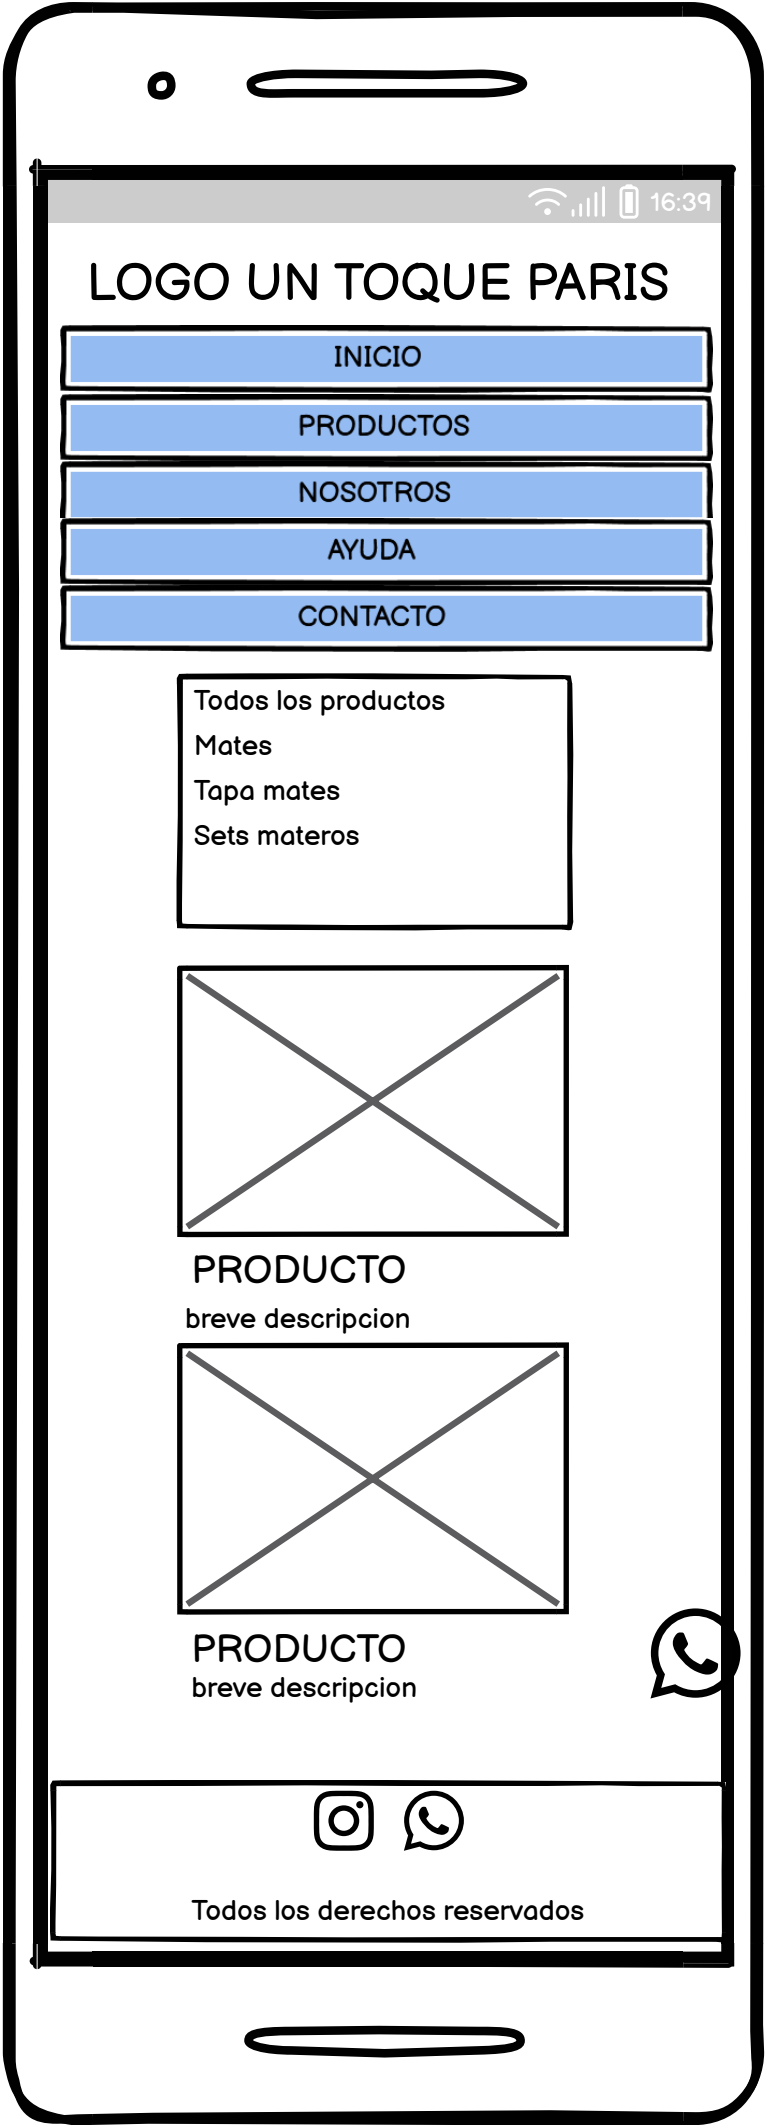 16:39
LOGO UN TOQUE PARIS
INICIO
PRODUCTOS
NOSOTROS
AYUDA
CONTACTO
Todos los productos
Mates
Tapa mates
Sets materos
PRODUCTO
breve descripcion
PRODUCTO
breve descripcion
Todos los derechos reservados